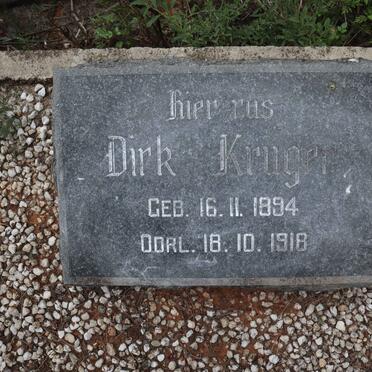 Hier rus
Dirk Kruger
GEB. 16. 11. 1894
OORL. 18. 10. 1918